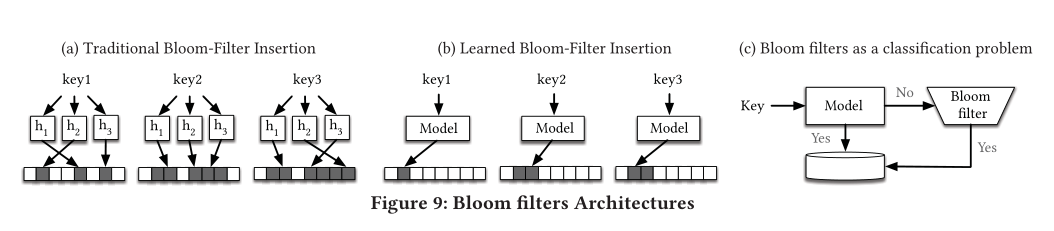 (a) Traditional Bloom-Filter Insertion
key1 key2 key3
h1 h2 h3 h1 h2 h3 h1 h2 h3
(b) Learned Bloom-Filter Insertion
key1 key2 key3
Model Model Model
(c) Bloom filters as a classification problem
Key
Model
No
Bloom
filter
Yes
Yes
Figure 9: Bloom filters Architectures